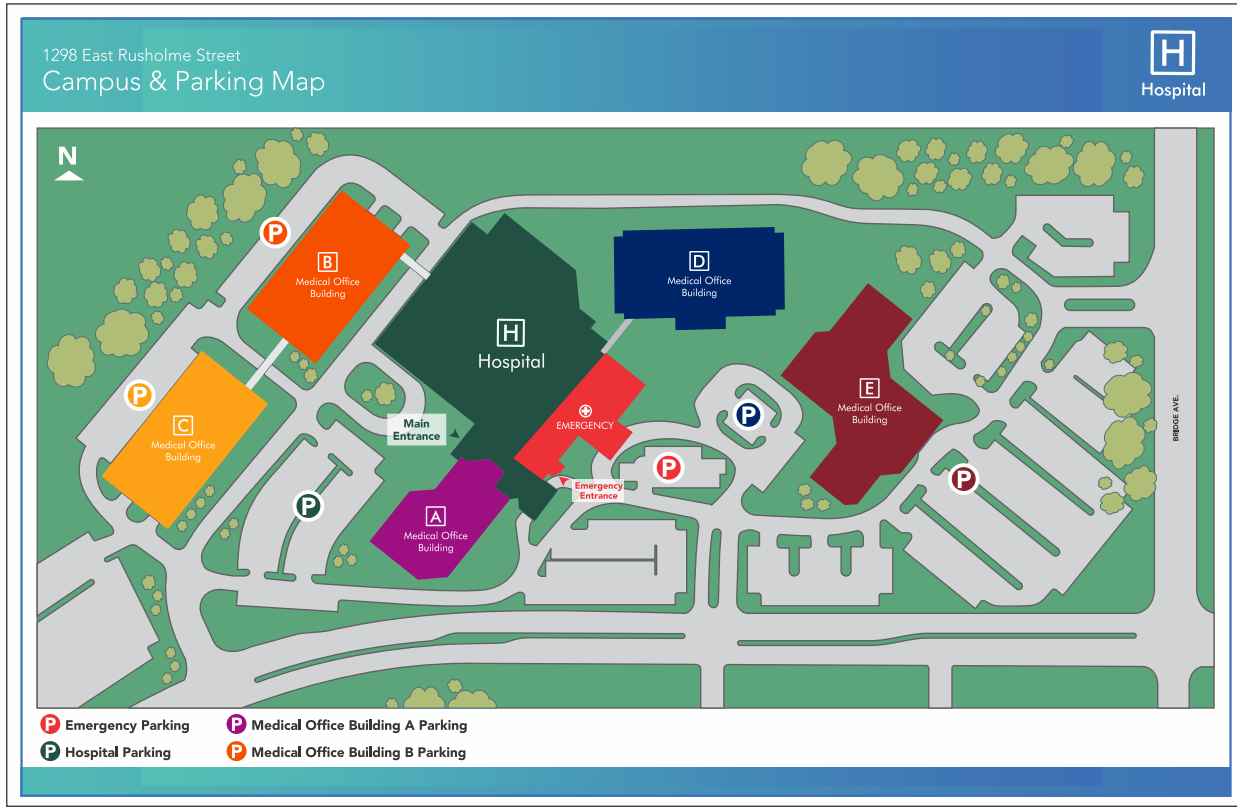 1298 East Rusholme Street
Campus & Parking Map
H
Hospital
N
P
B
Medical Office
Building
D
Medical Office
Building
H
Hospital
P
C
Medical Office
Building
Main
Entrance
EMERGENCY
P
E
Medical Office
Building
BRIDGE AVE.
P
P
Emergency
Entrance
P
P
A
Medical Office
Building
P Emergency Parking
P Medical Office Building A Parking
P Hospital Parking
P Medical Office Building B Parking